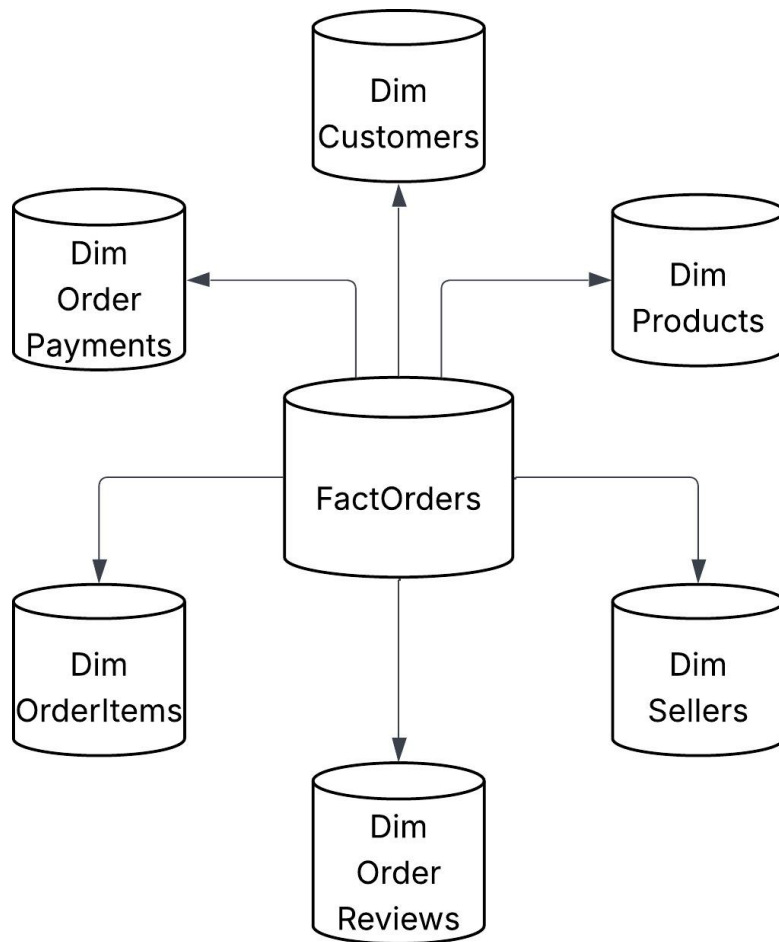 Dim
Customers
Dim
Order
Payments
Dim
Products
FactOrders
Dim
OrderItems
Dim
Sellers
Dim
Order
Reviews